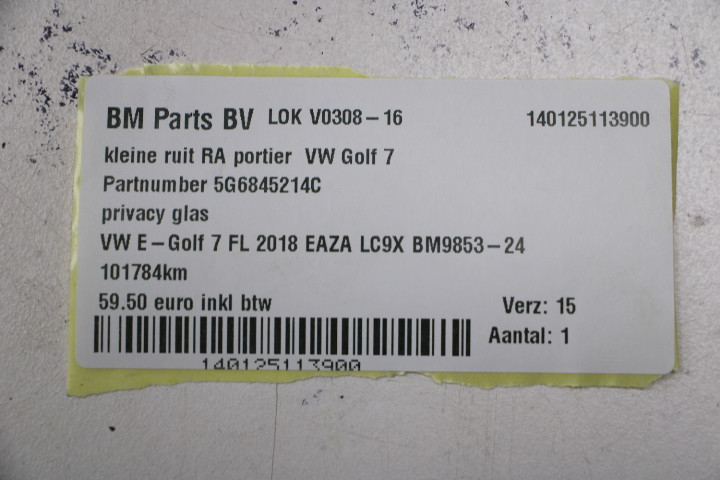 BM Parts BV LOK V0308-16 140125113900
kleine ruit RA portier VW Golf 7
Partnumber 5G6845214C
privacy glas
VW E-Golf 7 FL 2018 EAZA LC9X BM9853-24
101784km
59.50 euro inkl btw Verz: 15
Aantal: 1
140125113900